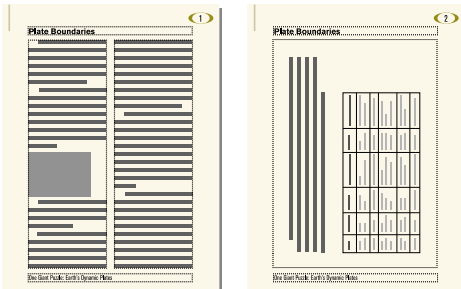 1
Plate Boundaries
One Giant Puzzle: Earth's Dynamic Plates
2
Plate Boundaries
One Giant Puzzle: Earth's Dynamic Plates